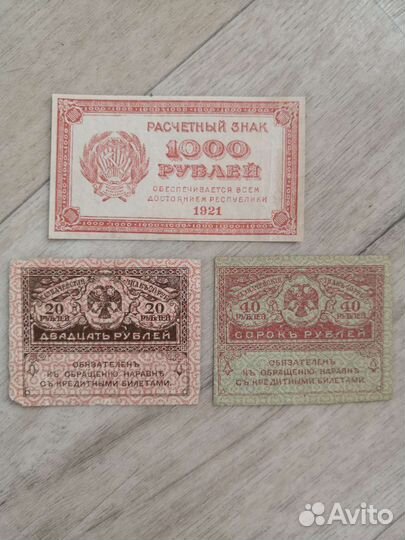 РАСЧЕТНЫЙ ЗНАК
1000
РУБЛЕЙ
ОБЕСПЕЧИВАЕТСЯ ВСЕМ
ДОСТОЯНИЕМ РЕСПУБЛИКИ
1921
20 20
РУБЛЕЙ РУБЛЕЙ
ДВАДЦАТЬ РУБЛЕЙ
ОБЯЗАТЕЛЕНЪ
КЪ ОБРАЩЕНІЮ НАРАВНѢ
СЪ КРЕДИТНЫМИ БИЛЕТАМИ.
40 40
РУБЛЕЙ РУБЛЕЙ
СОРОКЪ РУБЛЕЙ
ОБЯЗАТЕЛЕНЪ
КЪ ОБРАЩЕНІЮ НАРАВНѢ
СЪ КРЕДИТНЫМИ БИЛЕТАМИ.
Avito